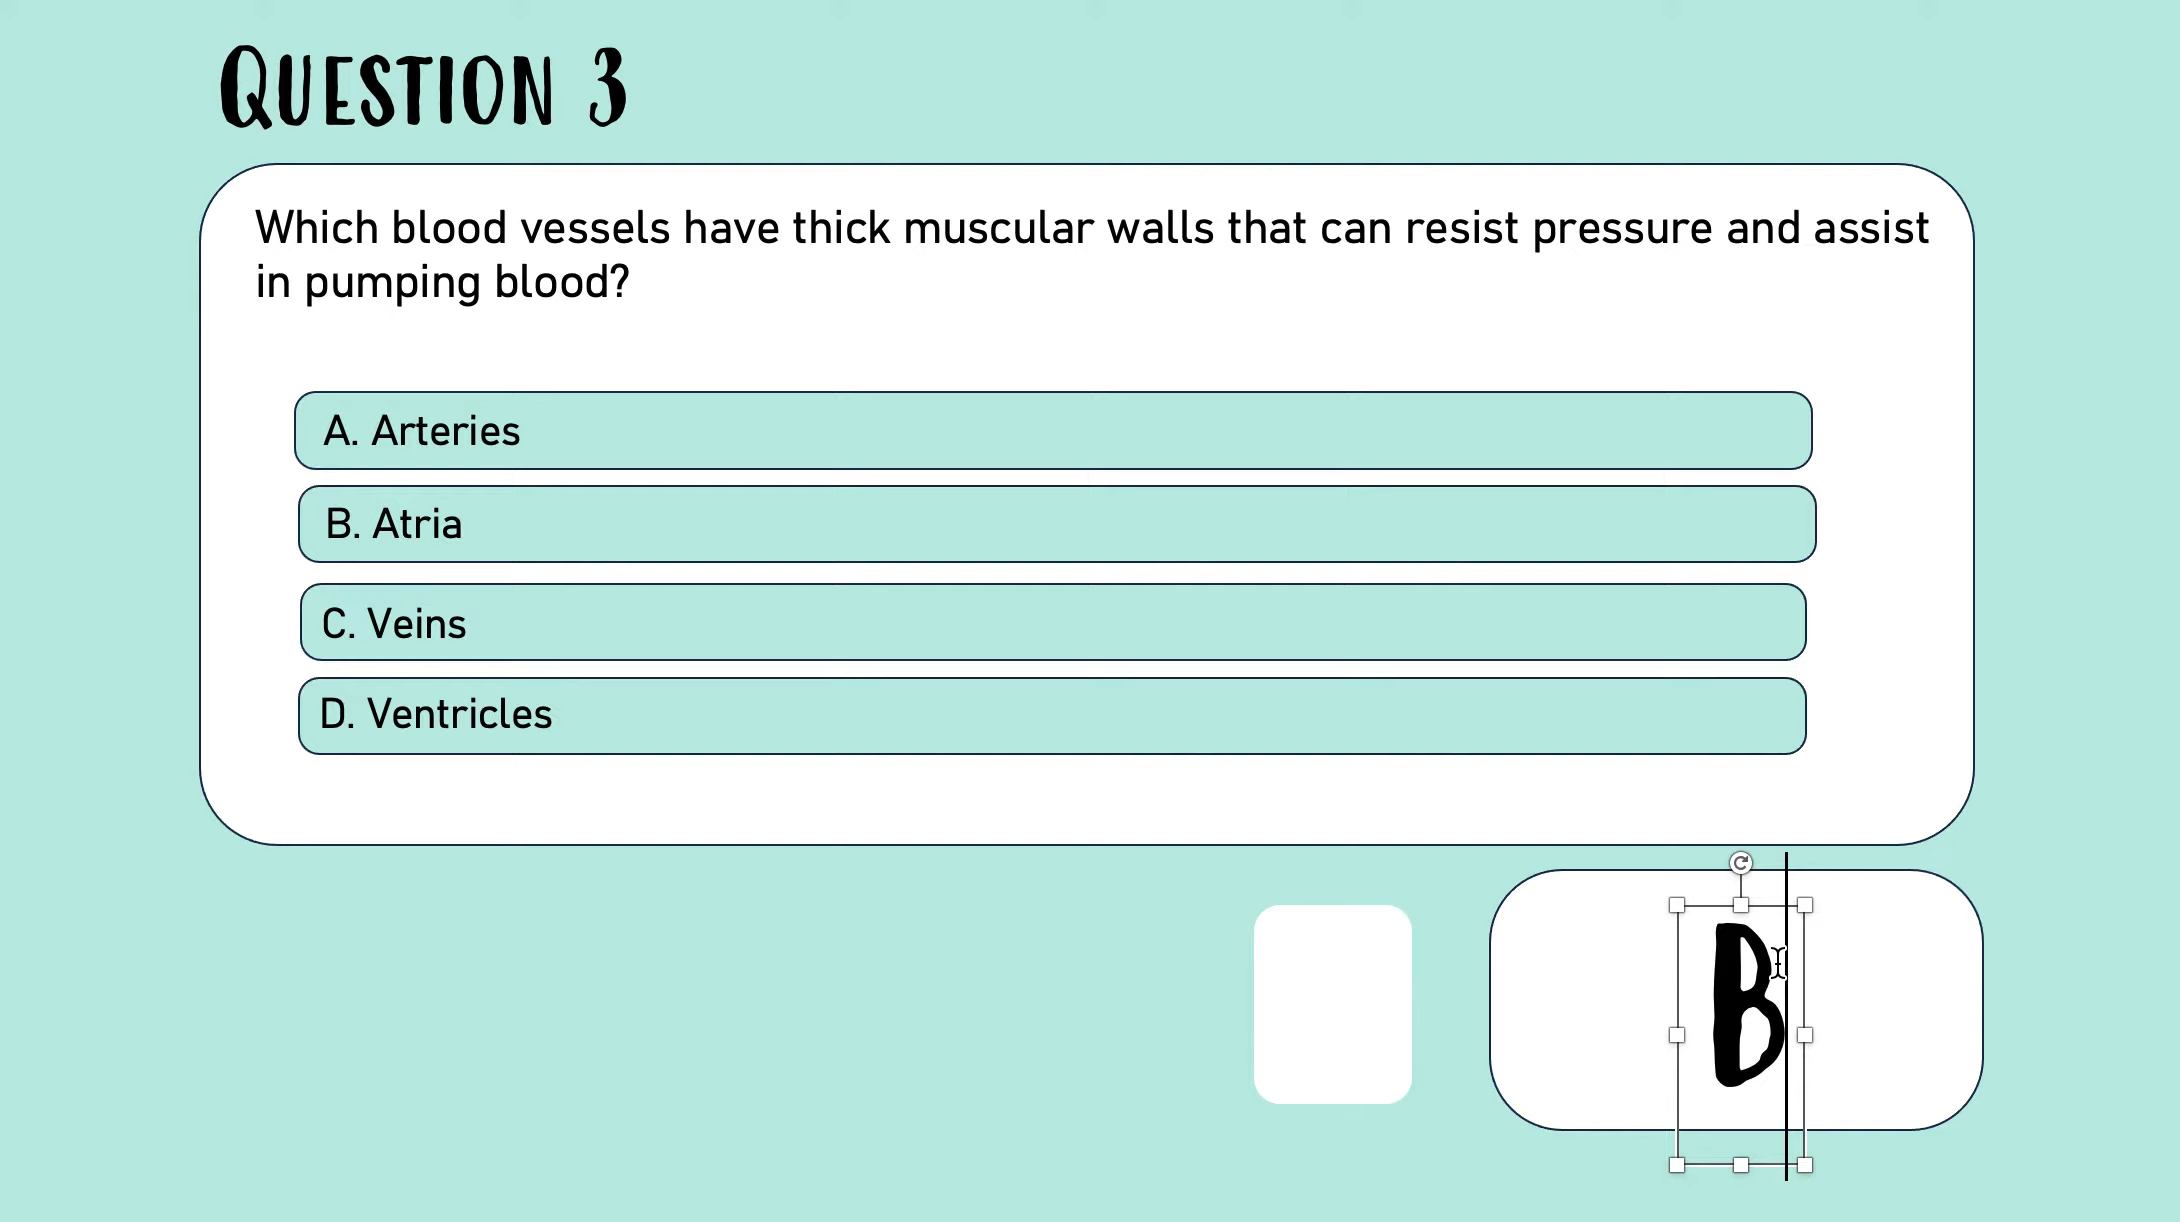 QUESTION 3
Which blood vessels have thick muscular walls that can resist pressure and assist
in pumping blood?
A. Arteries
B. Atria
C. Veins
D. Ventricles
B